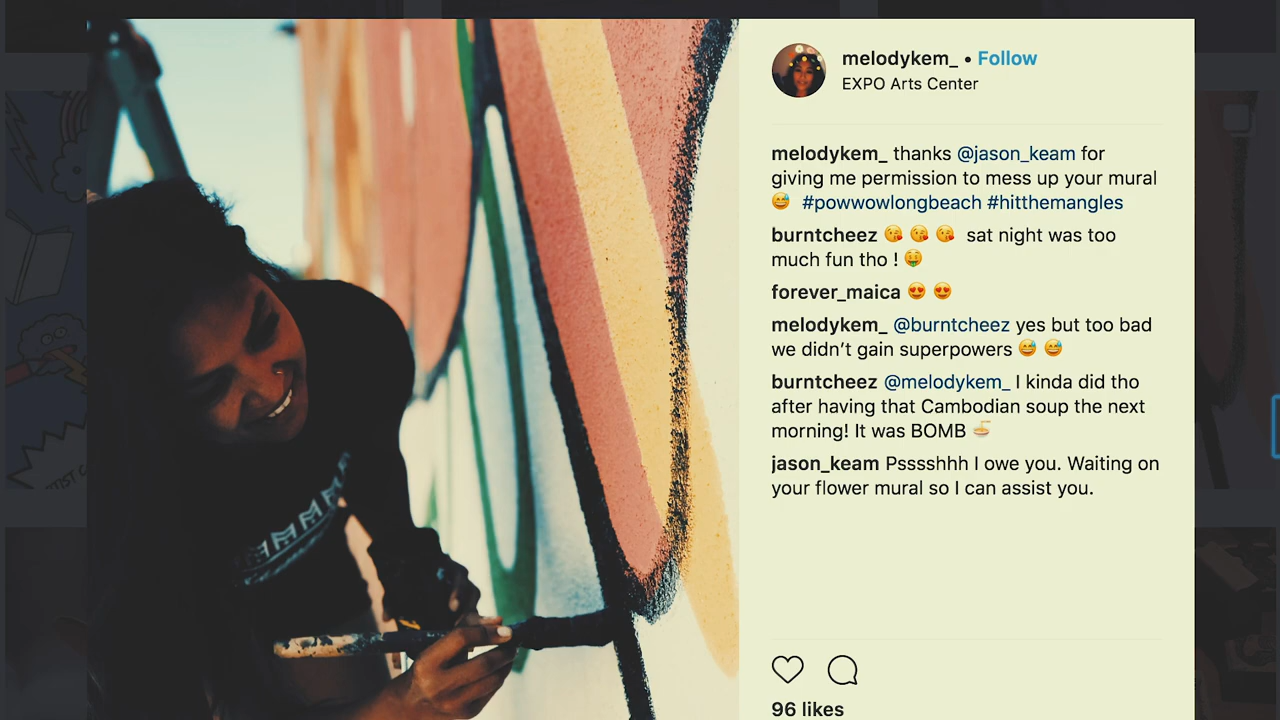 melodykem_ • Follow
EXPO Arts Center
melodykem_ thanks @jason_keam for
giving me permission to mess up your mural
😅 #powwowlongbeach #hitthemangles
burntcheez 😘 😘 😘 sat night was too
much fun tho ! 🤑
forever_maica 😍 😍
melodykem_ @burntcheez yes but too bad
we didn’t gain superpowers 😅 😅
burntcheez @melodykem_ I kinda did tho
after having that Cambodian soup the next
morning! It was BOMB 🍜
jason_keam Psssshhh I owe you. Waiting on
your flower mural so I can assist you.
96 likes